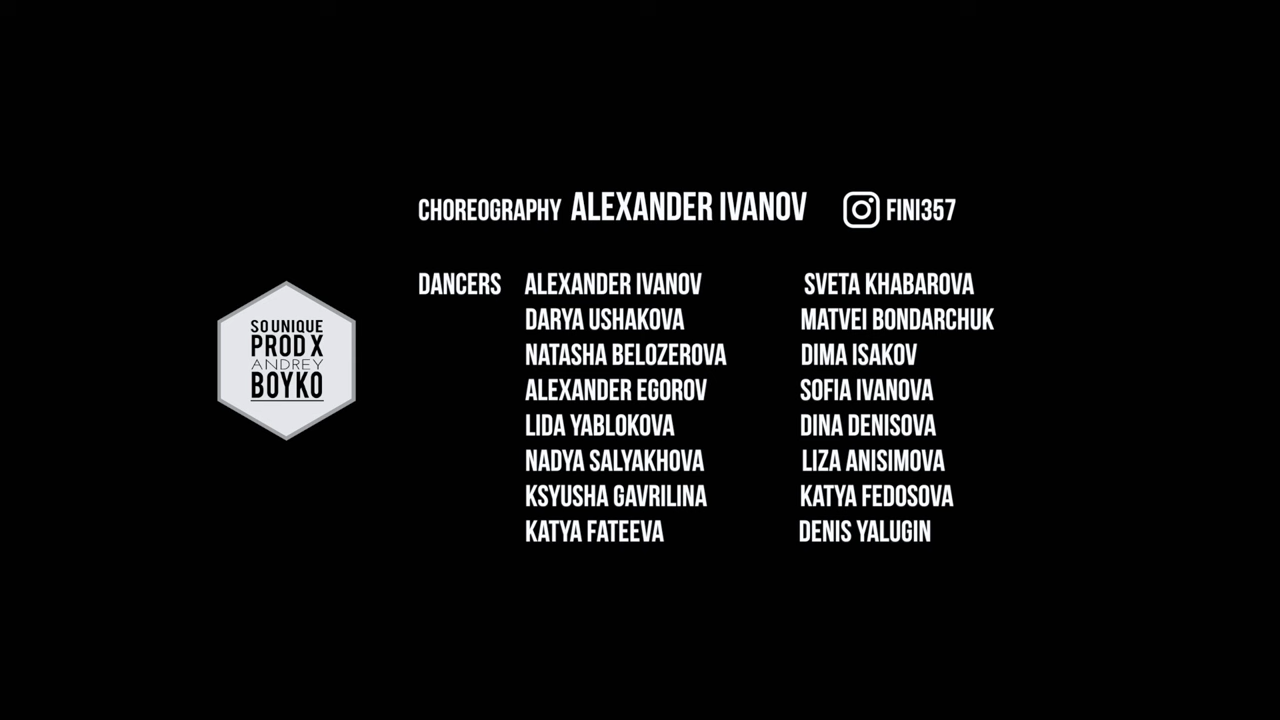 CHOREOGRAPHY ALEXANDER IVANOV FINI357
DANCERS ALEXANDER IVANOV SVETA KHABAROVA
DARYA USHAKOVA MATVEI BONDARCHUK
NATASHA BELOZEROVA DIMA ISAKOV
ALEXANDER EGOROV SOFIA IVANOVA
LIDA YABLOKOVA DINA DENISOVA
NADYA SALYAKHOVA LIZA ANISIMOVA
KSYUSHA GAVRILINA KATYA FEDOSOVA
KATYA FATEEVA DENIS YALUGIN
SO UNIQUE
PROD X
ANDREY
BOYKO